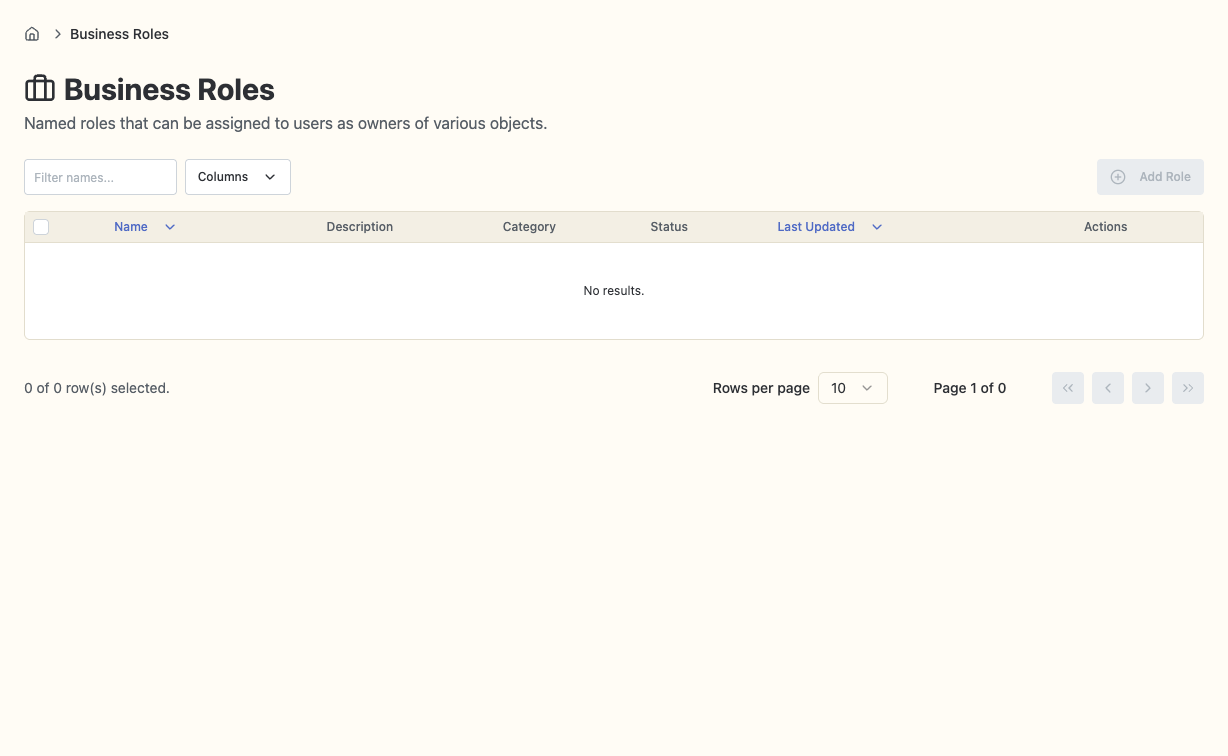 Business Roles
Business Roles
Named roles that can be assigned to users as owners of various objects.
Filter names...
Columns
Add Role
Name Description Category Status Last Updated Actions
No results.
0 of 0 row(s) selected.
Rows per page 10 Page 1 of 0